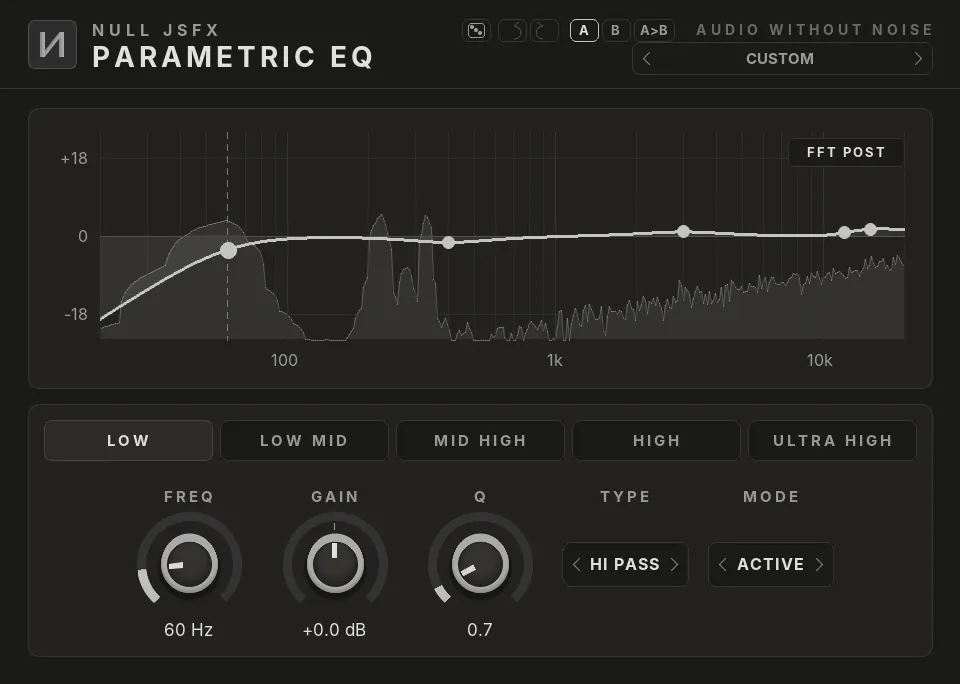 NULL JSFX
PARAMETRIC EQ
A B A>B AUDIO WITHOUT NOISE
CUSTOM
FFT POST
+18
0
-18
100 1k 10k
LOW LOW MID MID HIGH HIGH ULTRA HIGH
FREQ GAIN Q TYPE MODE
HI PASS ACTIVE
60 Hz +0.0 dB 0.7